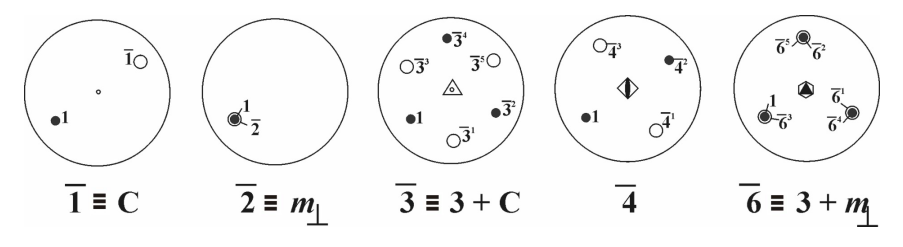 1̅ 1
1 2̅
3̅⁴ 3̅³ 3̅⁵ 1 3̅² 3̅¹
4̅³ 4̅² 1 4̅¹
6̅⁵ 6̅² 1 6̅³ 6̅¹ 6̅⁴
1̅ ≡ C 2̅ ≡ m⊥ 3̅ ≡ 3 + C 4̅ 6̅ ≡ 3 + m⊥